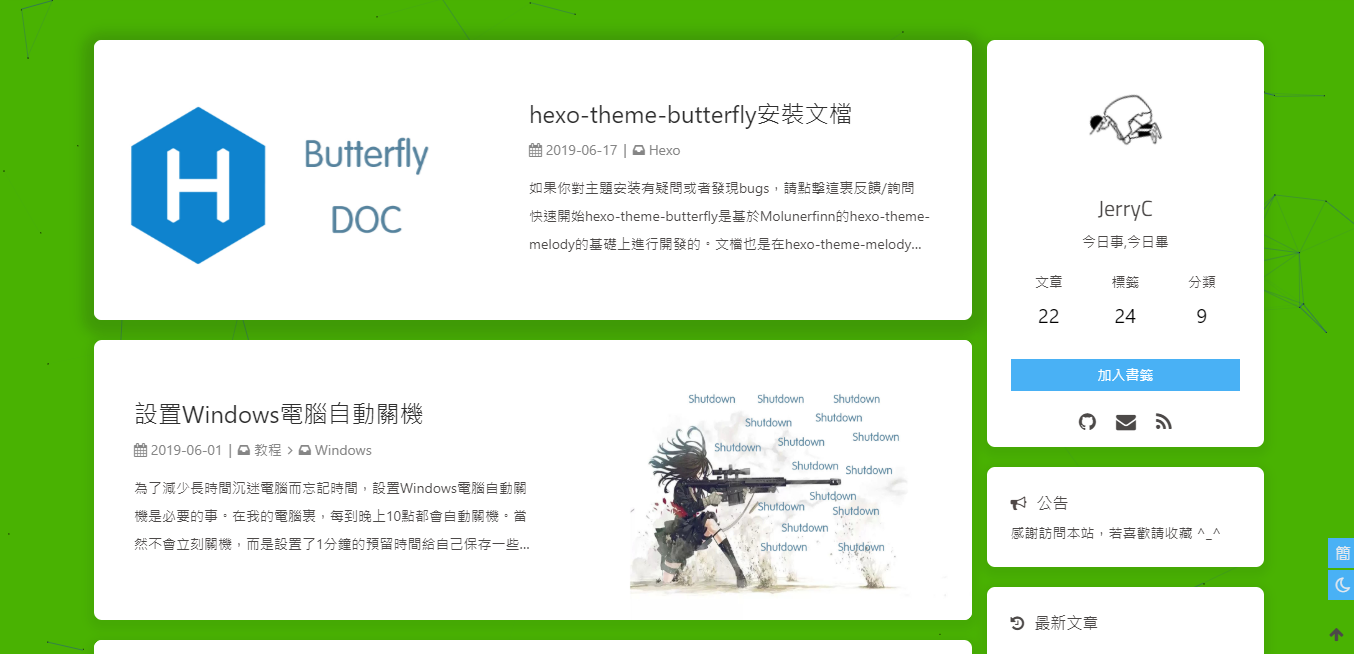 Butterfly
DOC
hexo-theme-butterfly安裝文檔
2019-06-17 | Hexo
如果你對主題安裝有疑問或者發現bugs，請點擊這裏反饋/詢問
快速開始hexo-theme-butterfly是基於Molunerfinn的hexo-theme-
melody的基礎上進行開發的。文檔也是在hexo-theme-melody...
設置Windows電腦自動關機
2019-06-01 | 教程 > Windows
為了減少長時間沉迷電腦而忘記時間，設置Windows電腦自動關
機是必要的事。在我的電腦裏，每到晚上10點都會自動關機。當
然不會立刻關機，而是設置了1分鐘的預留時間給自己保存一些...
Shutdown Shutdown Shutdown
Shutdown Shutdown
Shutdown Shutdown Shutdown
Shutdown Shutdown
Shutdown
Shutdown Shutdown
Shutdown
Shutdown Shutdown
JerryC
今日事,今日畢
文章 標籤 分類
22 24 9
加入書籤
公告
感謝訪問本站，若喜歡請收藏 ^_^
最新文章
簡